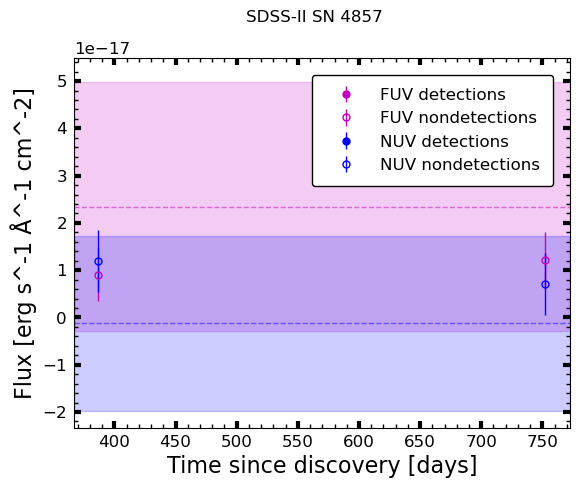 SDSS-II SN 4857
1e−17
FUV detections
FUV nondetections
NUV detections
NUV nondetections
5
4
3
2
1
0
−1
−2
Flux [erg s^-1 Å^-1 cm^-2]
400 450 500 550 600 650 700 750
Time since discovery [days]